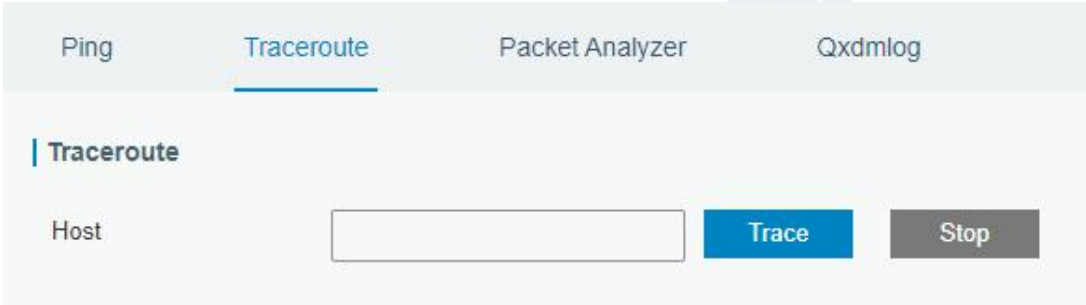 Ping Traceroute Packet Analyzer Qxdmlog
Traceroute
Host Trace Stop